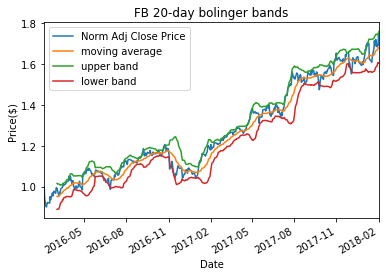 FB 20-day bolinger bands
Norm Adj Close Price
moving average
upper band
lower band
Price($)
1.8
1.6
1.4
1.2
1.0
2016-05
2016-08
2016-11
2017-02
2017-05
2017-08
2017-11
2018-02
Date